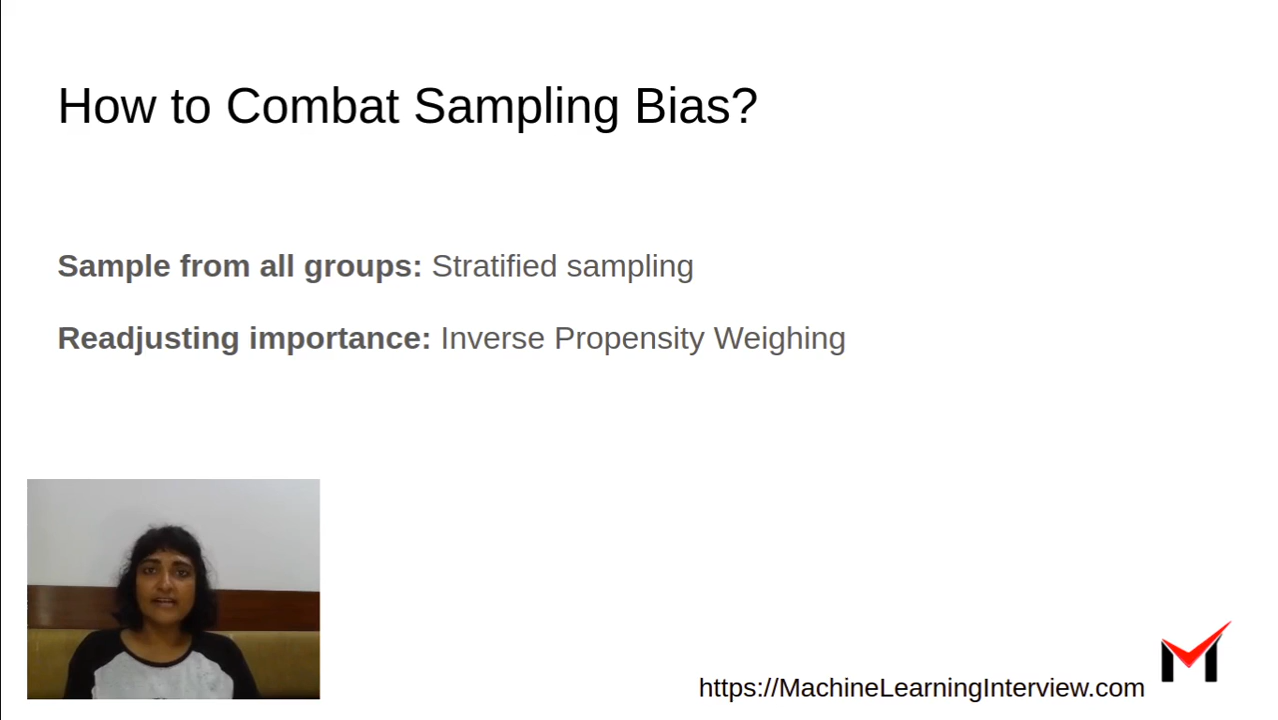 How to Combat Sampling Bias?
Sample from all groups: Stratified sampling
Readjusting importance: Inverse Propensity Weighing
https://MachineLearningInterview.com